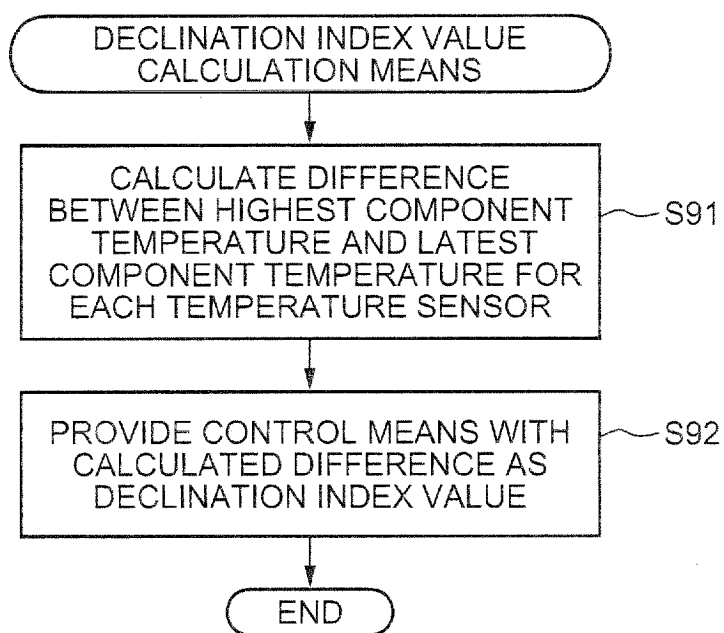 DECLINATION INDEX VALUE
CALCULATION MEANS
CALCULATE DIFFERENCE
BETWEEN HIGHEST COMPONENT
TEMPERATURE AND LATEST
COMPONENT TEMPERATURE FOR
EACH TEMPERATURE SENSOR
S91
PROVIDE CONTROL MEANS WITH
CALCULATED DIFFERENCE AS
DECLINATION INDEX VALUE
S92
END